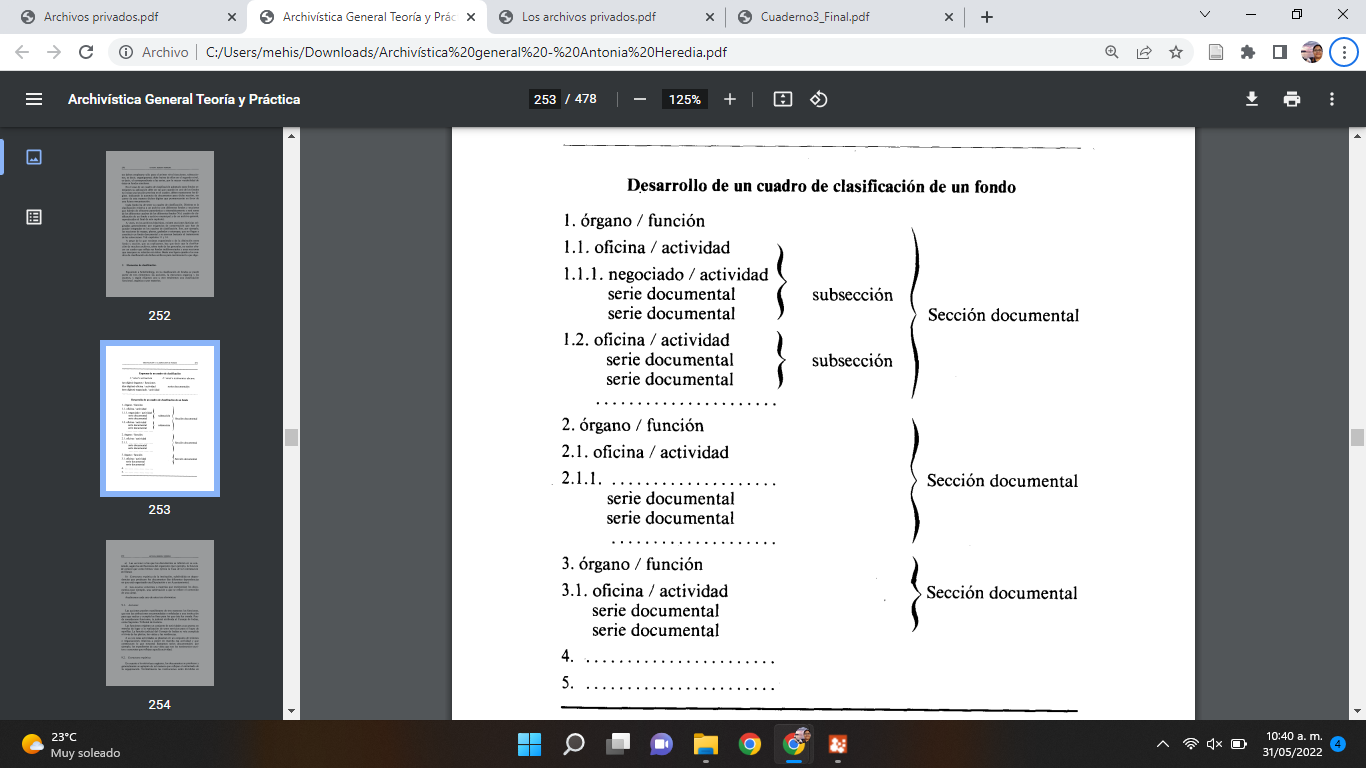 Archivos privados.pdf
Archivística General Teoría y Prác
Los archivos privados.pdf
Cuaderno3_Final.pdf
Archivo
C:/Users/mehis/Downloads/Archivística%20general%20-%20Antonia%20Heredia.pdf
Archivística General Teoría y Práctica
253 / 478
125%
252
253
254
Desarrollo de un cuadro de clasificación de un fondo
1. órgano / función
1.1. oficina / actividad
1.1.1. negociado / actividad
serie documental
serie documental
subsección
Sección documental
1.2. oficina / actividad
serie documental
serie documental
subsección
........................
2. órgano / función
2.1. oficina / actividad
2.1.1. .....................
serie documental
serie documental
.....................
Sección documental
3. órgano / función
3.1. oficina / actividad
serie documental
serie documental
Sección documental
4. ........................
5. ........................
23°C
Muy soleado
10:40 a. m.
31/05/2022
4